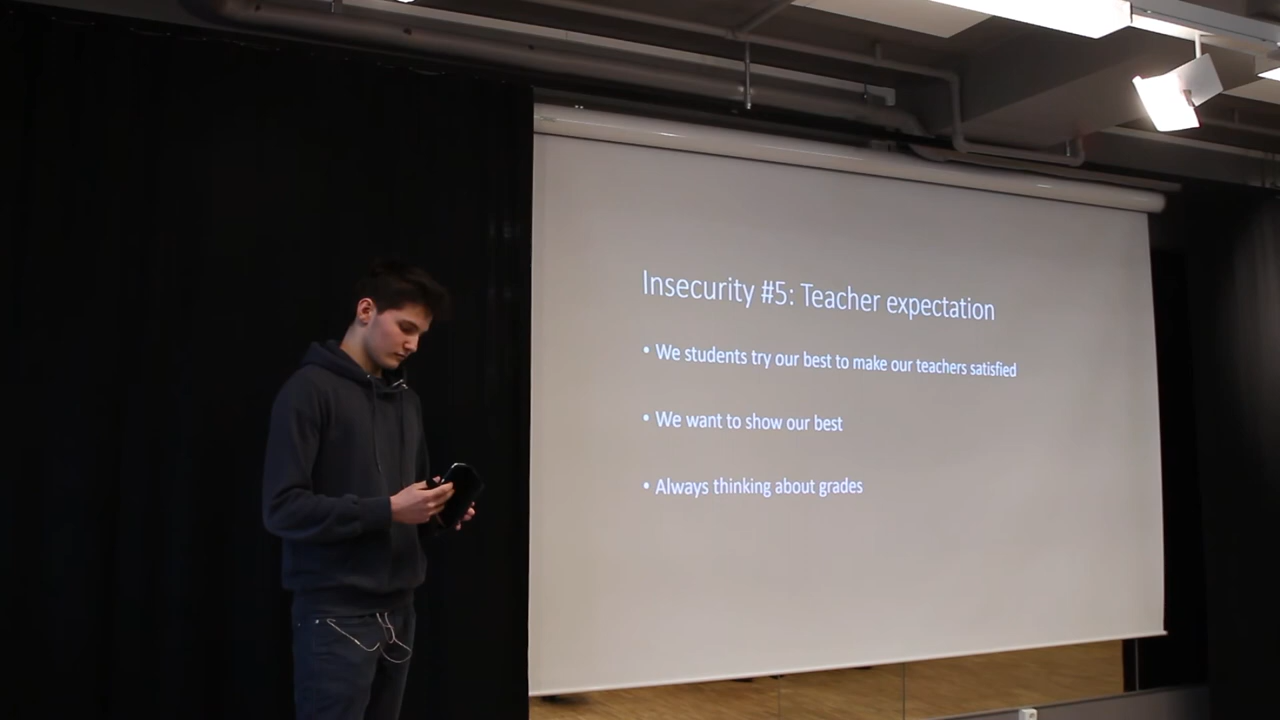 Insecurity #5: Teacher expectation
• We students try our best to make our teachers satisfied
• We want to show our best
• Always thinking about grades